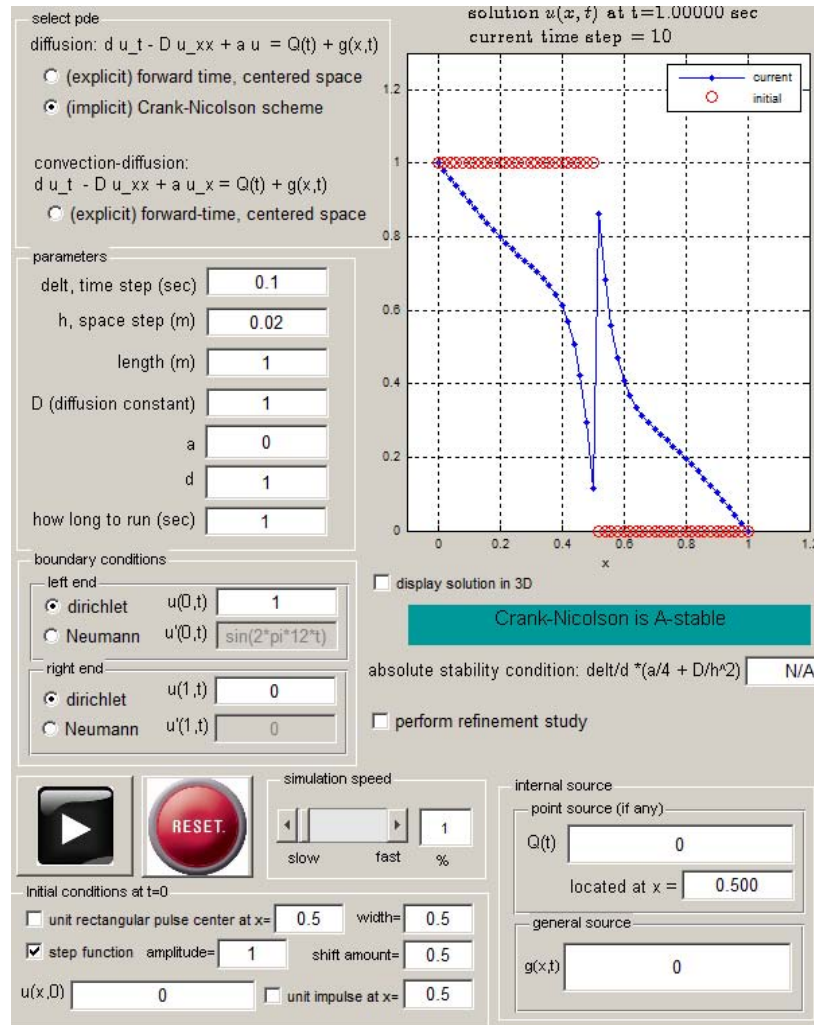 select pde
diffusion: d u_t - D u_xx + a u = Q(t) + g(x,t)
(explicit) forward time, centered space
(implicit) Crank-Nicolson scheme
convection-diffusion:
d u_t - D u_xx + a u_x = Q(t) + g(x,t)
(explicit) forward-time, centered space
parameters
delt, time step (sec) 0.1
h, space step (m) 0.02
length (m) 1
D (diffusion constant) 1
a 0
d 1
how long to run (sec) 1
boundary conditions
left end
dirichlet u(0,t) 1
Neumann u'(0,t) sin(2*pi*12*t)
right end
dirichlet u(1,t) 0
Neumann u'(1,t) 0
solution u(x,t) at t=1.00000 sec
current time step = 10
current
initial
1.2
1
0.8
0.6
0.4
0.2
0
0 0.2 0.4 0.6 0.8 1 1.2
x
display solution in 3D
Crank-Nicolson is A-stable
absolute stability condition: delt/d *(a/4 + D/h^2) N/A
perform refinement study
RESET.
simulation speed
slow fast
1
%
Initial conditions at t=0
unit rectangular pulse center at x= 0.5 width= 0.5
step function amplitude= 1 shift amount= 0.5
u(x,0) 0 unit impulse at x= 0.5
internal source
point source (if any)
Q(t) 0
located at x = 0.500
general source
g(x,t) 0